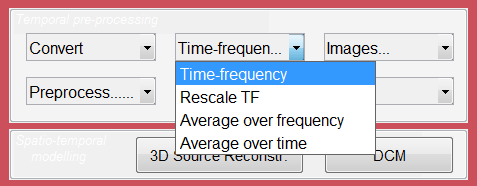 Temporal pre-processing
Convert
Time-frequen...
Images...
Preprocess......
Time-frequency
Rescale TF
Average over frequency
Average over time
Spatio-temporal
modelling
3D Source Reconstr.
DCM